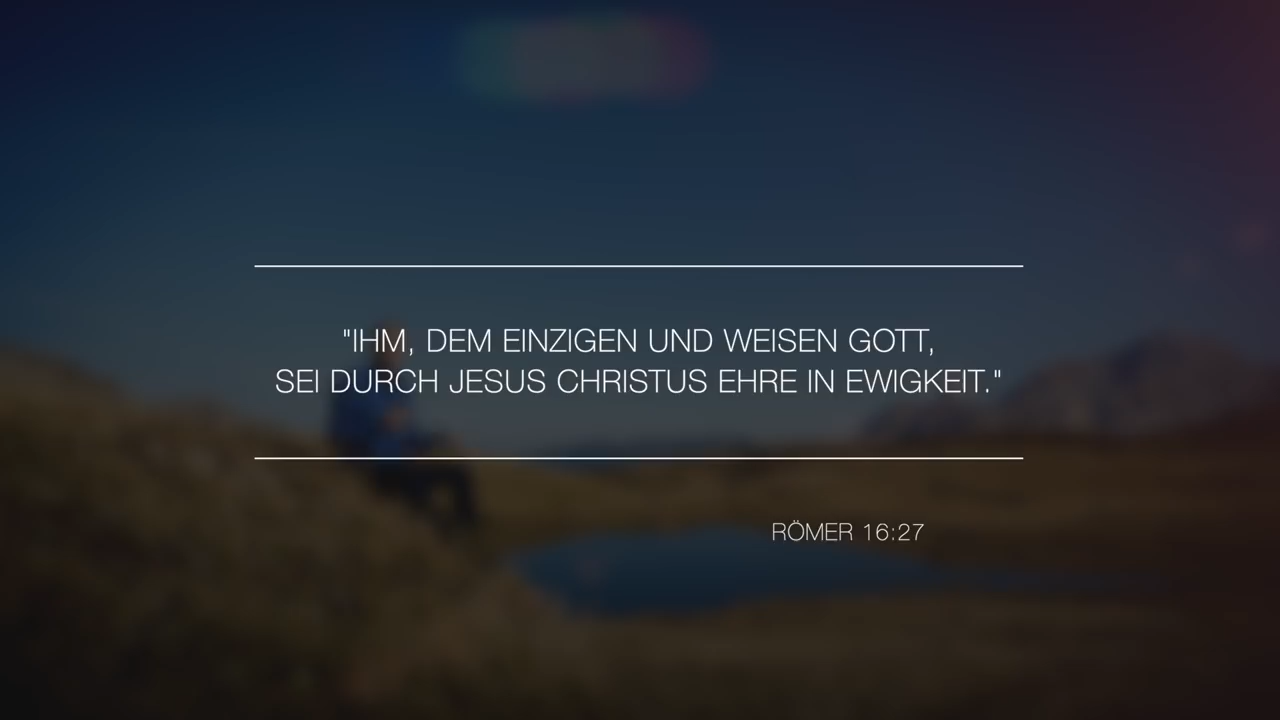 "IHM, DEM EINZIGEN UND WEISEN GOTT,
SEI DURCH JESUS CHRISTUS EHRE IN EWIGKEIT."
RÖMER 16:27